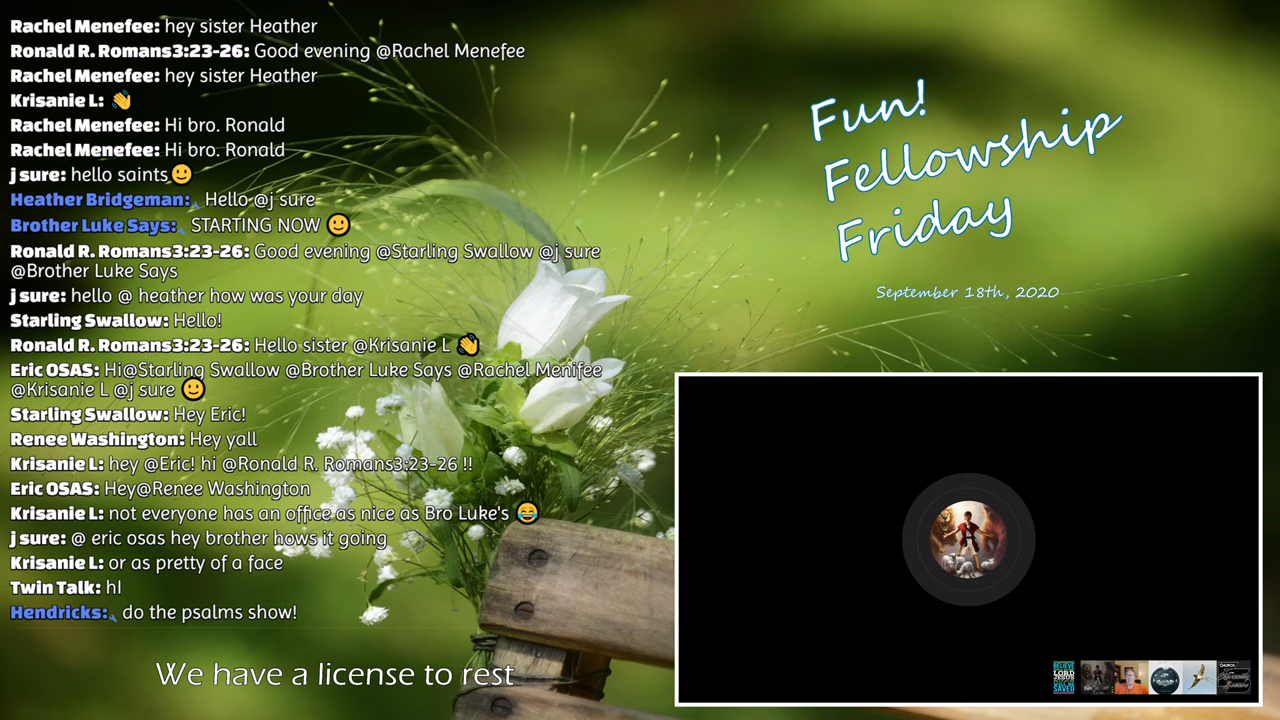 Rachel Menefee: hey sister Heather
Ronald R. Romans3:23-26: Good evening @Rachel Menefee
Rachel Menefee: hey sister Heather
Krisanie L: 👋
Rachel Menefee: Hi bro. Ronald
Rachel Menefee: Hi bro. Ronald
j sure: hello saints🙂
Heather Bridgeman: Hello @j sure
Brother Luke Says: STARTING NOW 🙂
Ronald R. Romans3:23-26: Good evening @Starling Swallow @j sure
@Brother Luke Says
j sure: hello @ heather how was your day
Starling Swallow: Hello!
Ronald R. Romans3:23-26: Hello sister @Krisanie L 👋
Eric OSAS: Hi@Starling Swallow @Brother Luke Says @Rachel Menifee
@Krisanie L @j sure 🙂
Starling Swallow: Hey Eric!
Renee Washington: Hey yall
Krisanie L: hey @Eric! hi @Ronald R. Romans3:23-26 !!
Eric OSAS: Hey@Renee Washington
Krisanie L: not everyone has an office as nice as Bro Luke's 😂
j sure: @ eric osas hey brother hows it going
Krisanie L: or as pretty of a face
Twin Talk: hI
Hendricks: do the psalms show!
We have a license to rest
Fun!
Fellowship
Friday
September 18th, 2020
BELIEVE
LORD
JESUS
SAVED
CHURCH